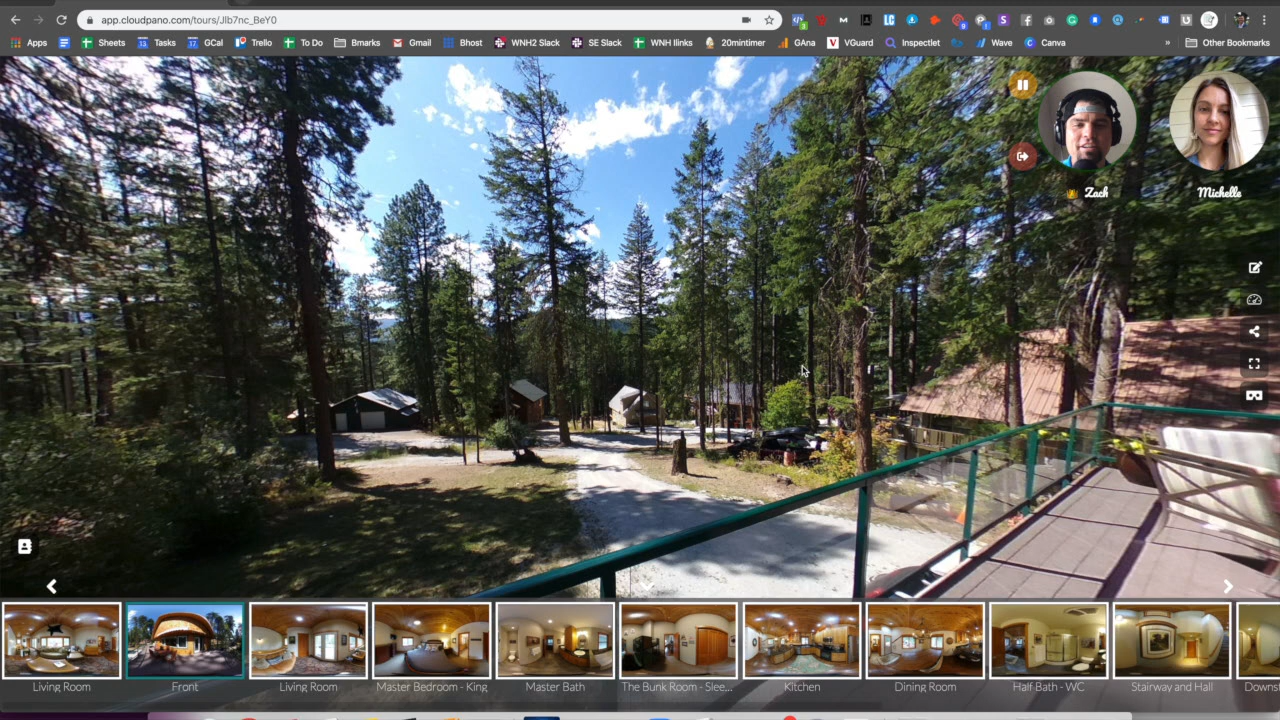 app.cloudpano.com/tours/Jlb7nc_BeY0
Apps Sheets Tasks GCal Trello To Do Bmarks Gmail Bhost WNH2 Slack SE Slack WNH Ilinks 20mintimer GAna VGuard Inspectlet Wave Canva » Other Bookmarks
Zach
Michelle
Living Room
Front
Living Room
Master Bedroom - King
Master Bath
The Bunk Room - Slee...
Kitchen
Dining Room
Half Bath - WC
Stairway and Hall
Downst